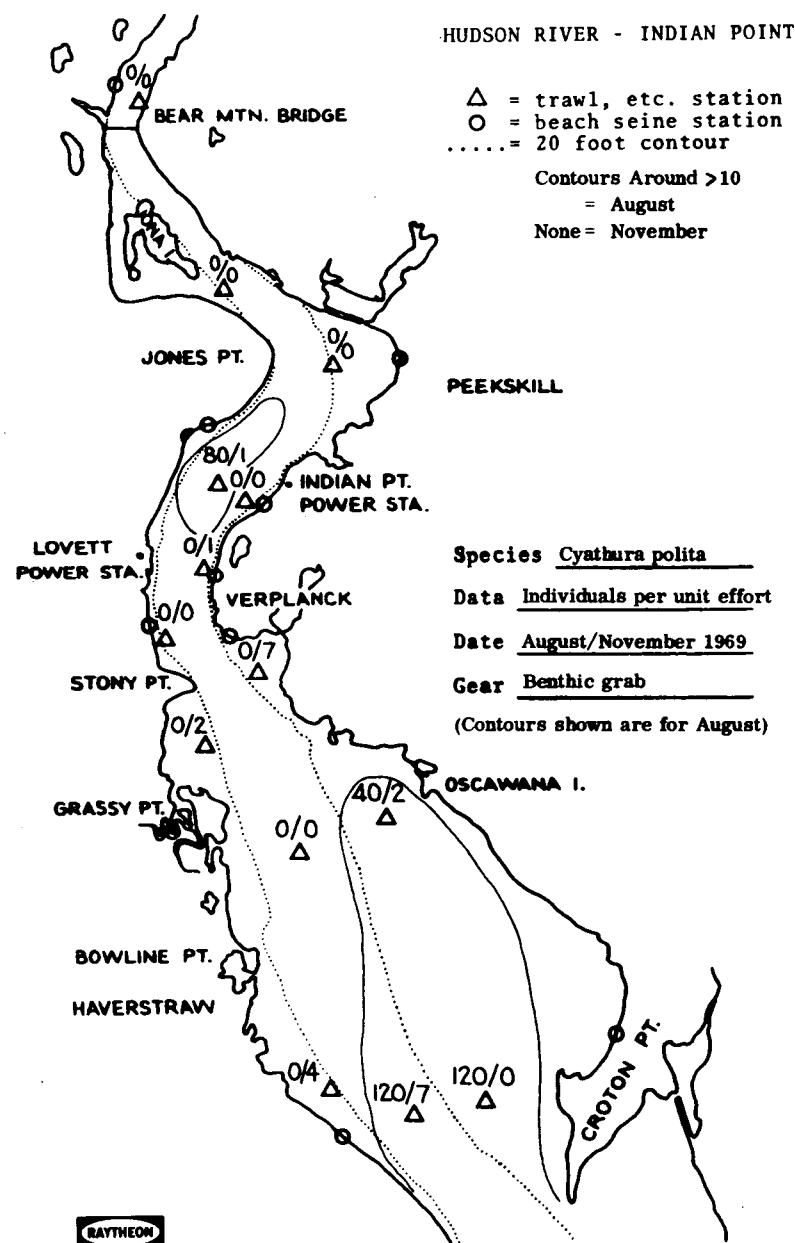 HUDSON RIVER - INDIAN POINT
△ = trawl, etc. station
○ = beach seine station
.....= 20 foot contour
Contours Around >10
= August
None = November
0/0
BEAR MTN. BRIDGE
IONA I.
0/0
0/0
JONES PT.
PEEKSKILL
80/1
0/0
INDIAN PT.
POWER STA.
0/1
LOVETT
POWER STA.
VERPLANCK
0/0
0/7
STONY PT.
0/2
Species Cyathura polita
Data Individuals per unit effort
Date August/November 1969
Gear Benthic grab
(Contours shown are for August)
OSCAWANA I.
40/2
GRASSY PT.
0/0
BOWLINE PT.
HAVERSTRAW
CROTON PT.
0/4
120/7
120/0
RAYTHEON